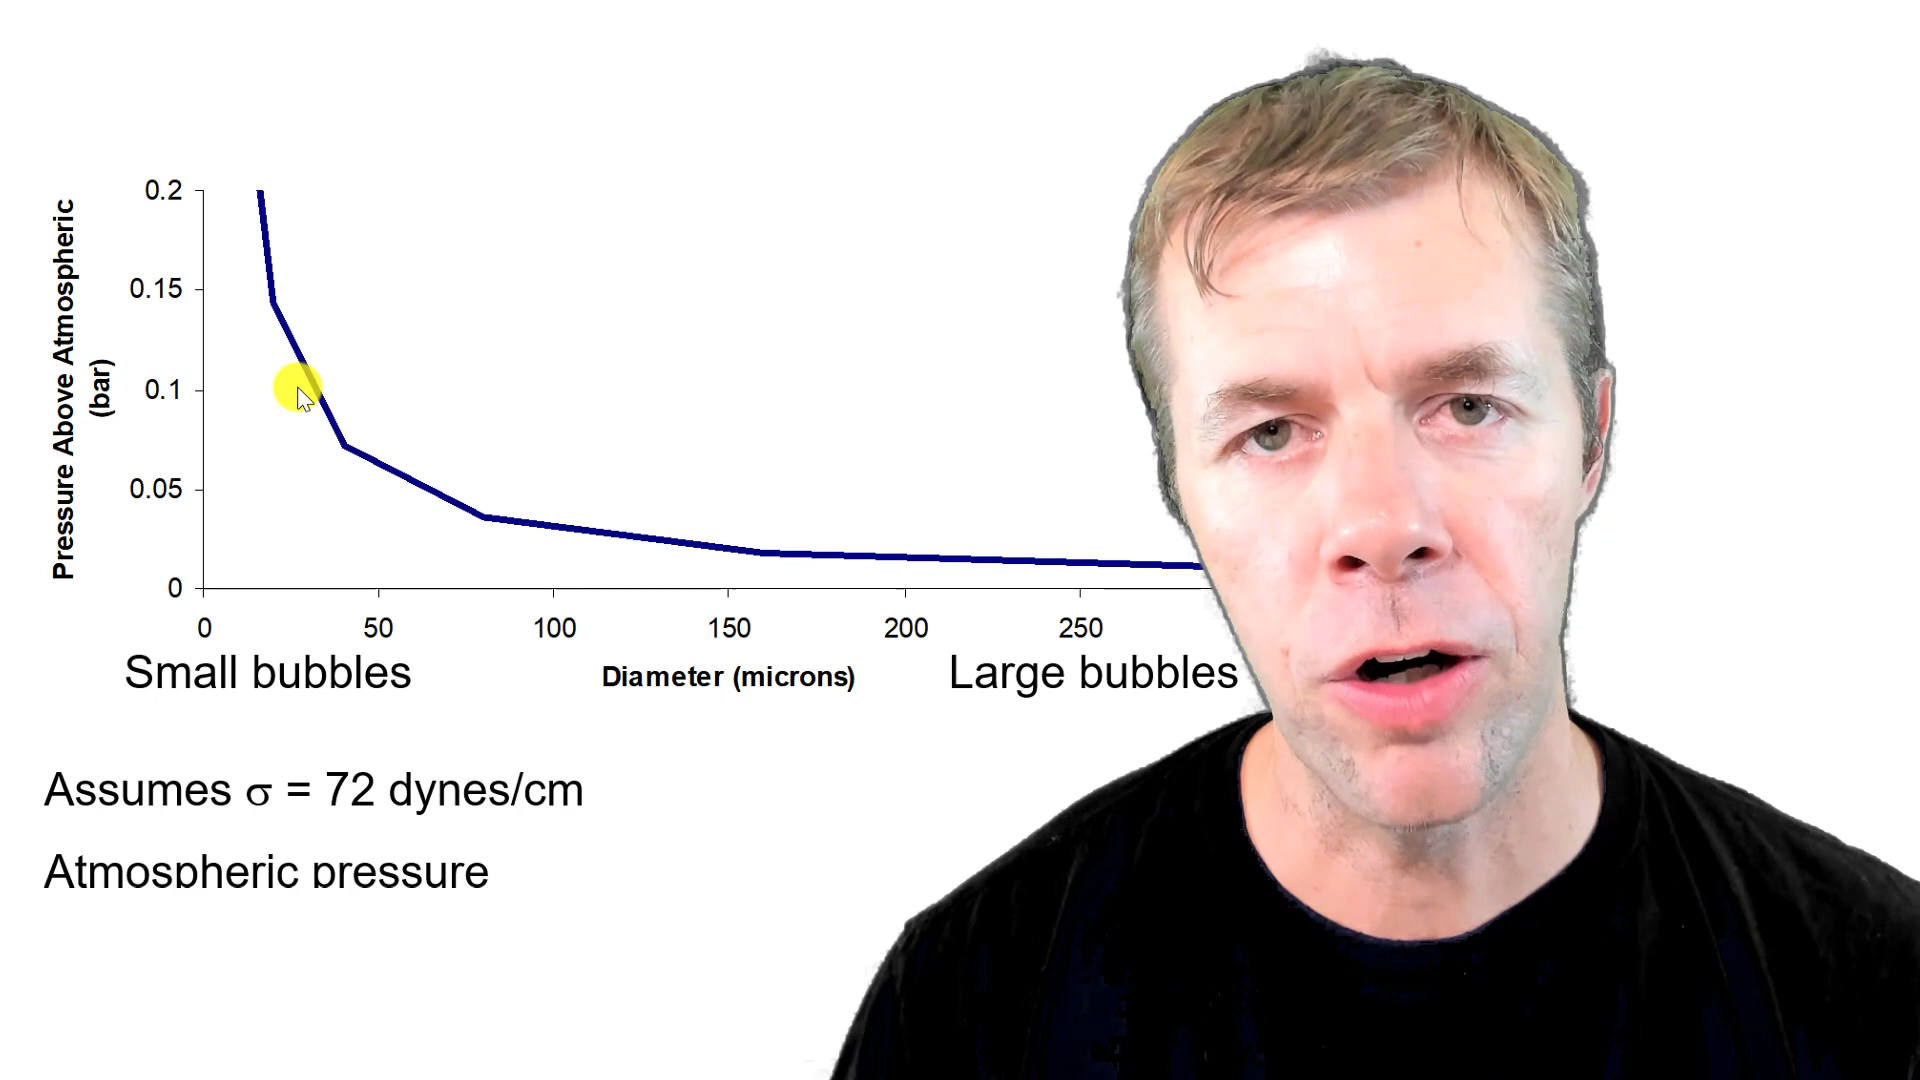 Pressure Above Atmospheric
(bar)
0.2
0.15
0.1
0.05
0
0 50 100 150 200 250
Small bubbles
Diameter (microns)
Large bubbles
Assumes σ = 72 dynes/cm
Atmospheric pressure